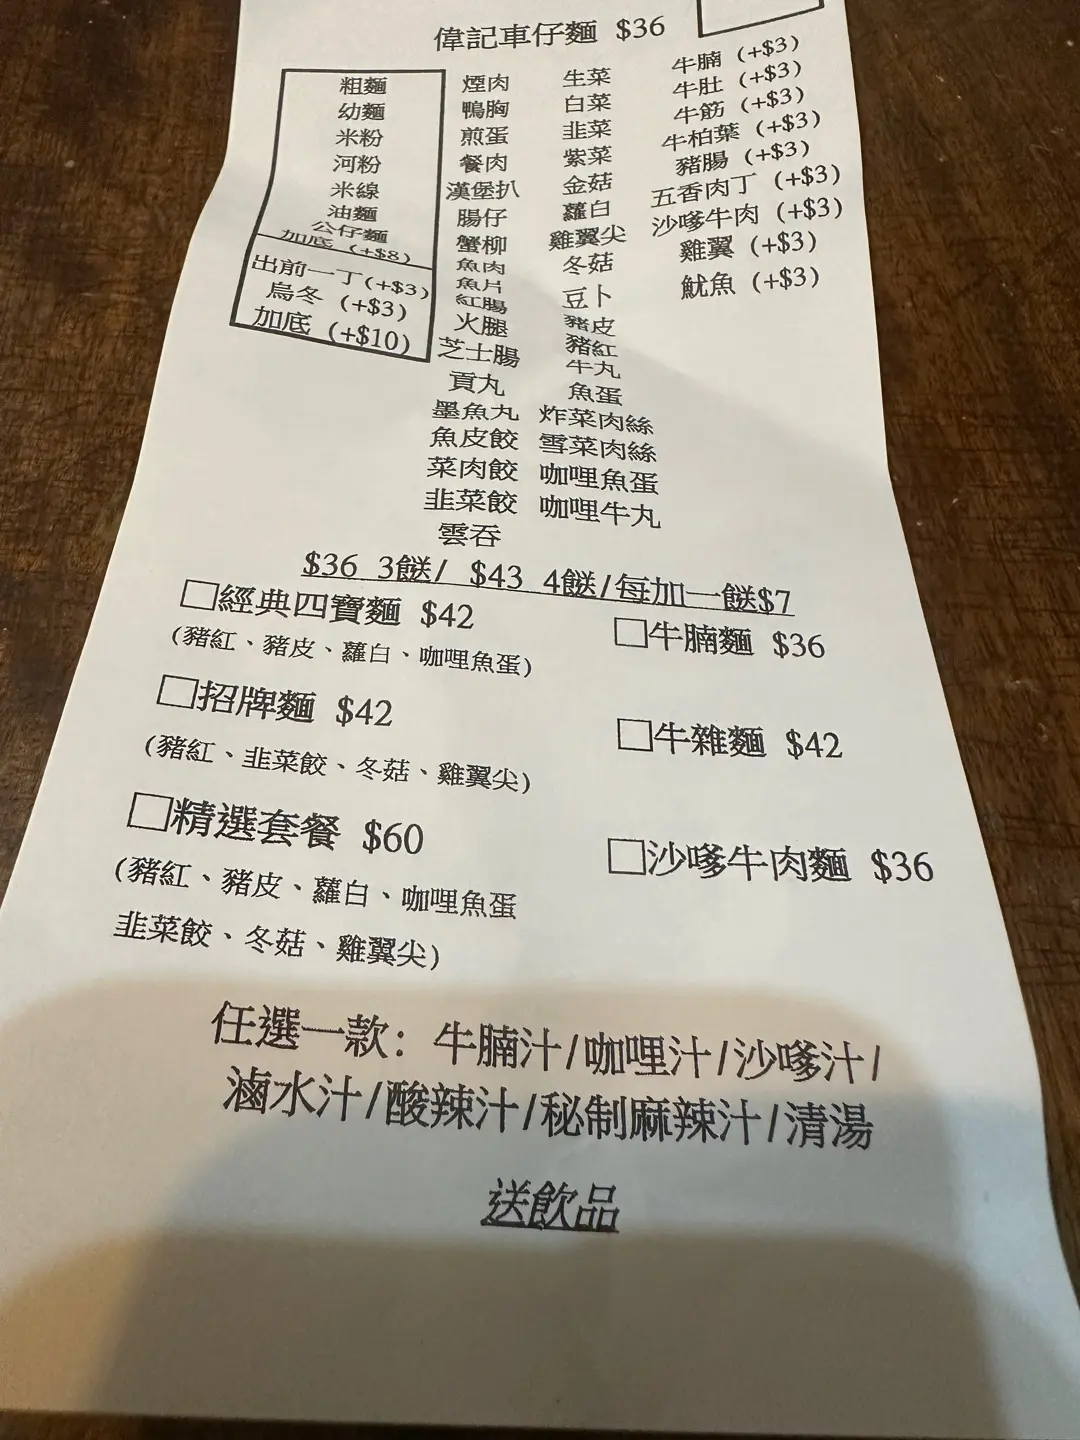 偉記車仔麵 $36
粗麵
幼麵
米粉
河粉
米線
油麵
公仔麵
加底 (+$8)
出前一丁(+$3)
烏冬 (+$3)
加底 (+$10)
煙肉
鴨胸
煎蛋
餐肉
漢堡扒
腸仔
蟹柳
魚肉
魚片
紅腸
火腿
芝士腸
貢丸
墨魚丸
魚皮餃
菜肉餃
韭菜餃
雲吞
生菜
白菜
韭菜
紫菜
金菇
蘿白
雞翼尖
冬菇
豆卜
豬皮
豬紅
牛丸
魚蛋
炸菜肉絲
雪菜肉絲
咖哩魚蛋
咖哩牛丸
牛腩 (+$3)
牛肚 (+$3)
牛筋 (+$3)
牛柏葉 (+$3)
豬腸 (+$3)
五香肉丁 (+$3)
沙嗲牛肉 (+$3)
雞翼 (+$3)
魷魚 (+$3)
$36 3餸/ $43 4餸/每加一餸$7
經典四寶麵 $42
(豬紅、豬皮、蘿白、咖哩魚蛋)
招牌麵 $42
(豬紅、韭菜餃、冬菇、雞翼尖)
精選套餐 $60
(豬紅、豬皮、蘿白、咖哩魚蛋
韭菜餃、冬菇、雞翼尖)
牛腩麵 $36
牛雜麵 $42
沙嗲牛肉麵 $36
任選一款: 牛腩汁/咖哩汁/沙嗲汁/
滷水汁/酸辣汁/秘制麻辣汁/清湯
送飲品